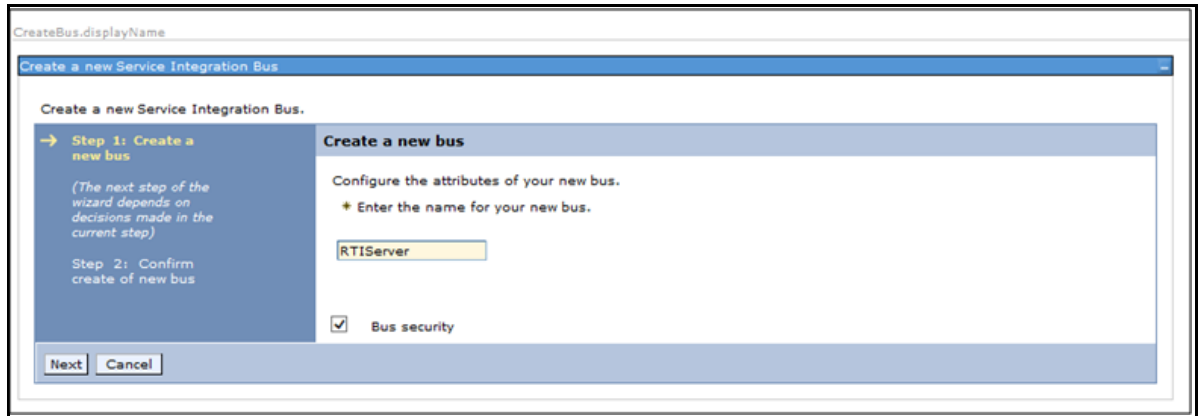 CreateBus.displayName
Create a new Service Integration Bus
Create a new Service Integration Bus.
Step 1: Create a
new bus
(The next step of the
wizard depends on
decisions made in the
current step)
Step 2: Confirm
create of new bus
Create a new bus
Configure the attributes of your new bus.
* Enter the name for your new bus.
RTIServer
Bus security
Next Cancel